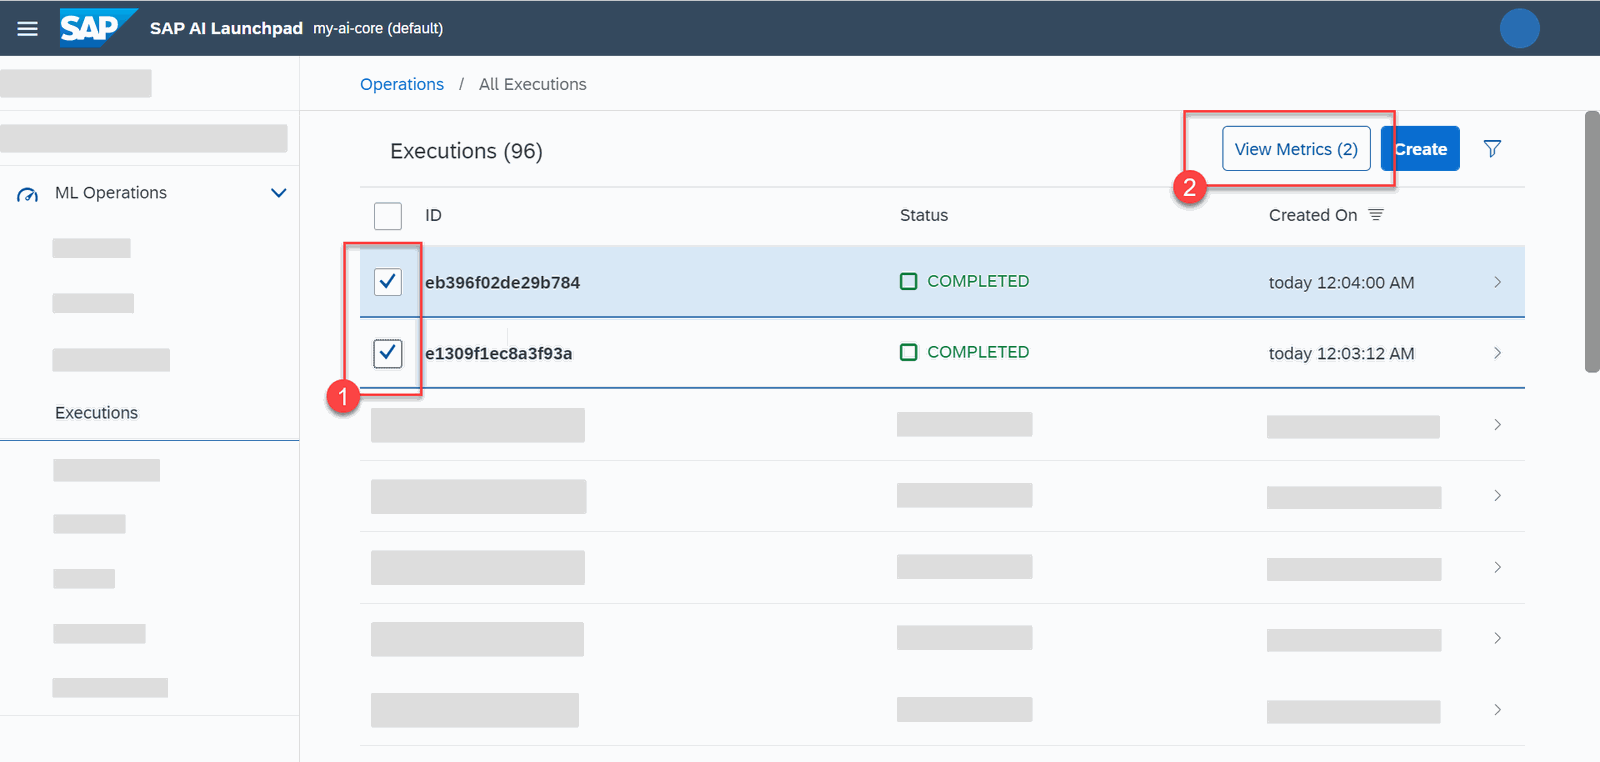 SAP SAP AI Launchpad my-ai-core (default)
Operations / All Executions
Executions (96)
View Metrics (2)
Create
2
ML Operations
Executions
ID Status Created On
eb396f02de29b784 COMPLETED today 12:04:00 AM
e1309f1ec8a3f93a COMPLETED today 12:03:12 AM
1